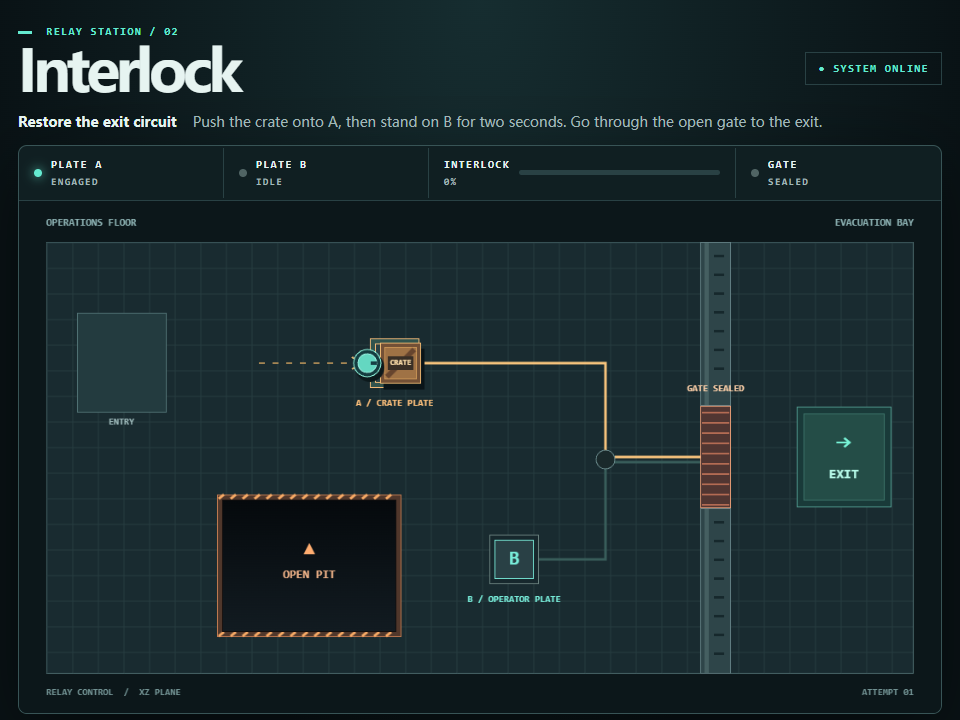 RELAY STATION / 02
Interlock
SYSTEM ONLINE
Restore the exit circuit Push the crate onto A, then stand on B for two seconds. Go through the open gate to the exit.
PLATE A
ENGAGED
PLATE B
IDLE
INTERLOCK
0%
GATE
SEALED
OPERATIONS FLOOR
EVACUATION BAY
CRATE
GATE SEALED
A / CRATE PLATE
ENTRY
→
EXIT
OPEN PIT
B
B / OPERATOR PLATE
RELAY CONTROL / XZ PLANE
ATTEMPT 01